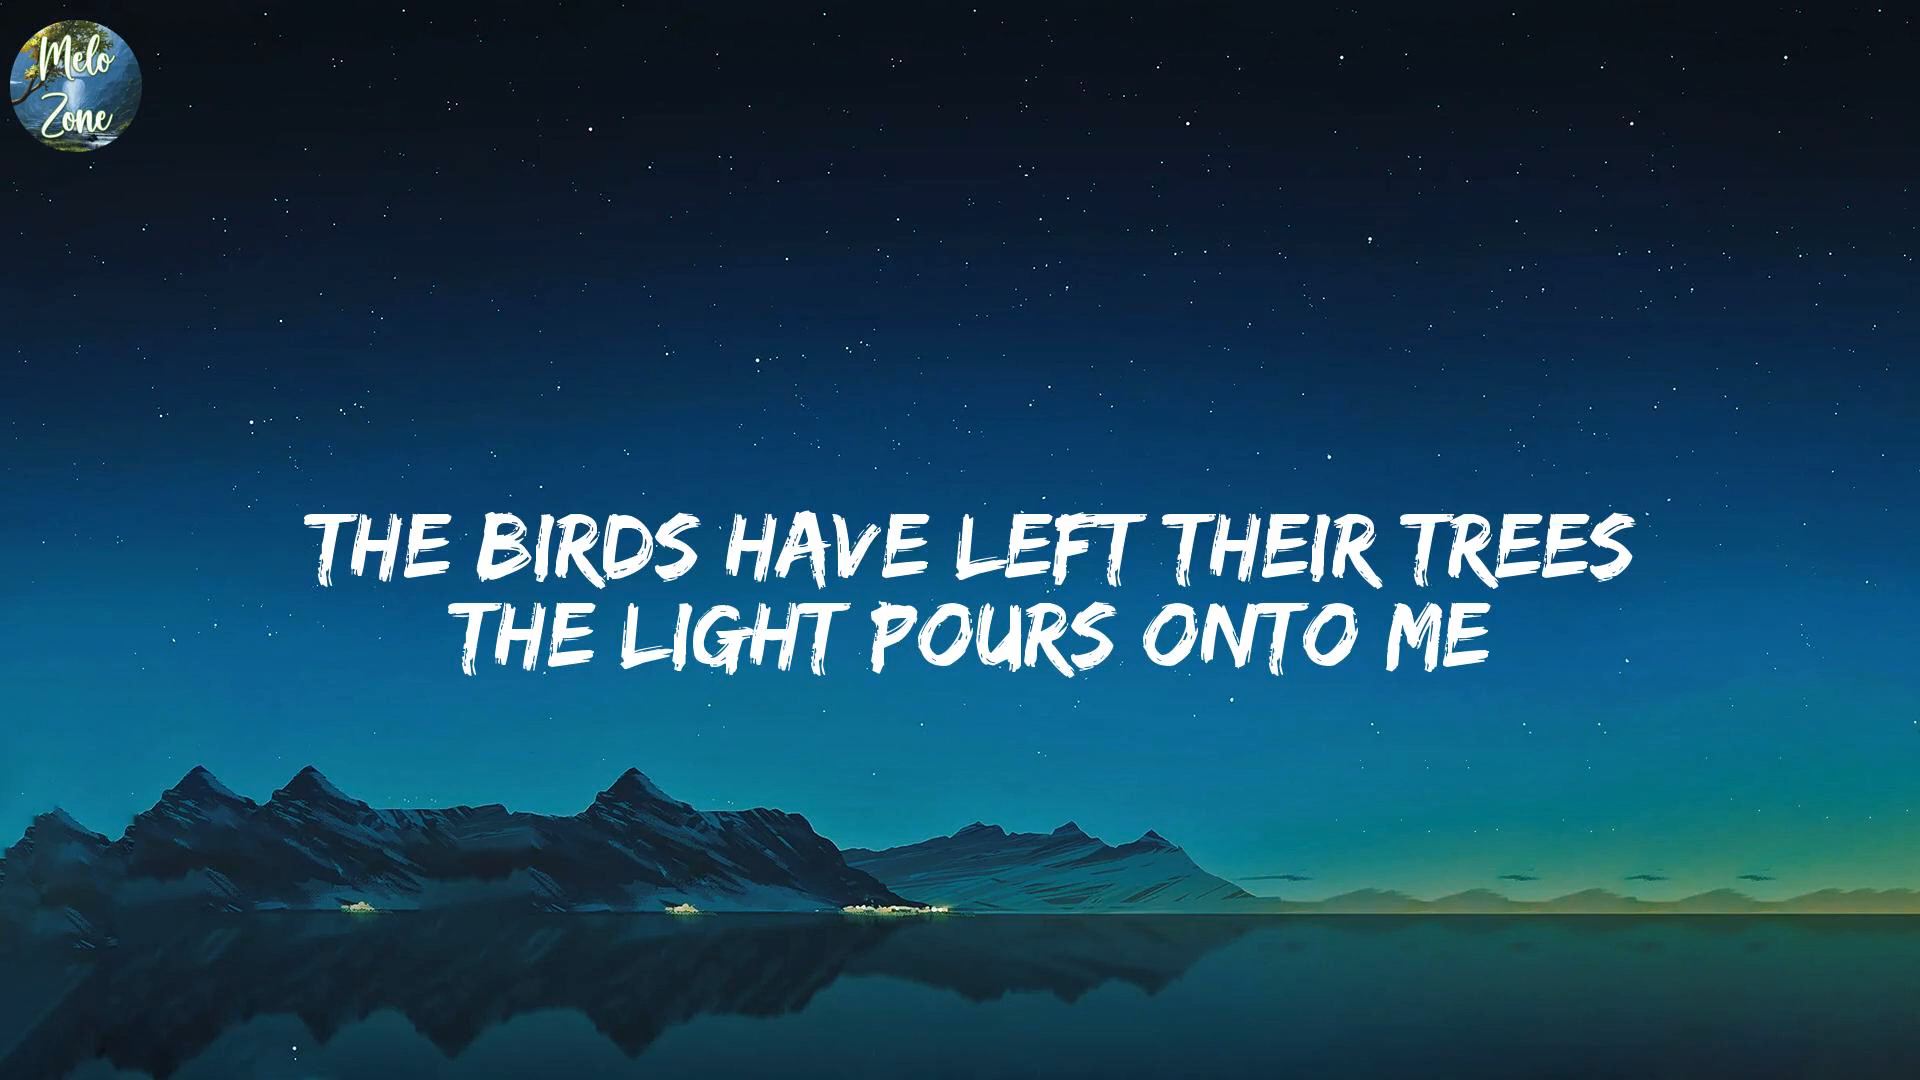 Melo
Zone
THE BIRDS HAVE LEFT THEIR TREES
THE LIGHT POURS ONTO ME